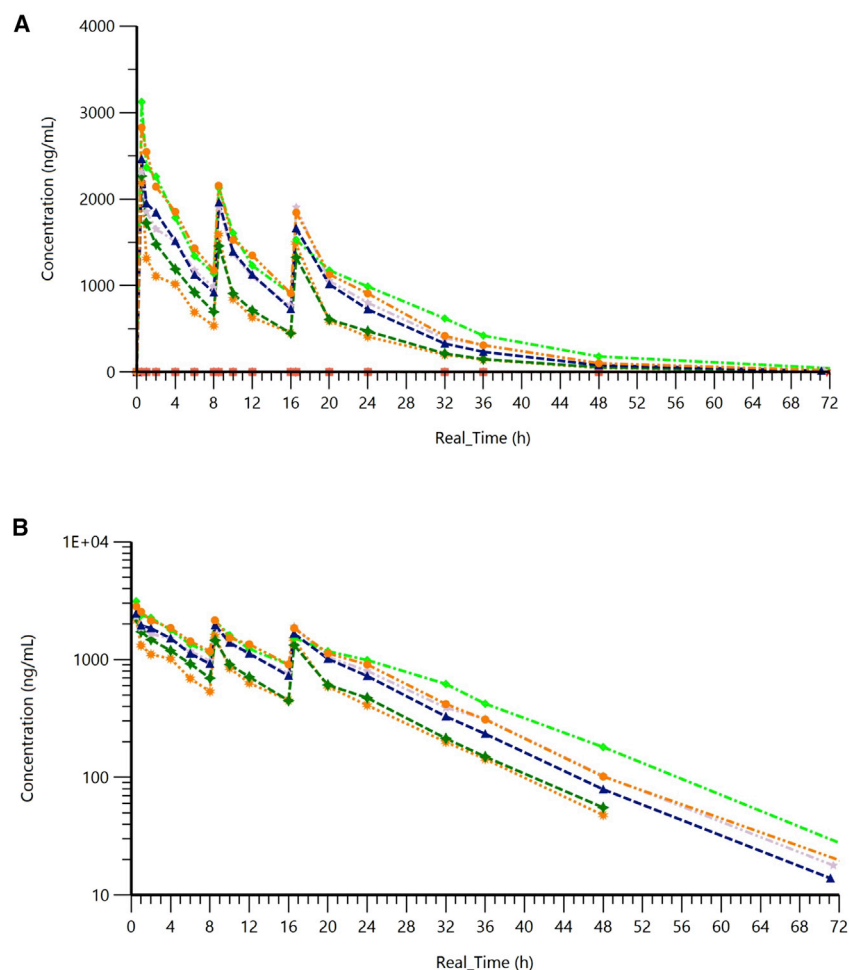 A
4000
3000
2000
1000
0
Concentration (ng/mL)
0 4 8 12 16 20 24 28 32 36 40 44 48 52 56 60 64 68 72
Real_Time (h)
B
1E+04
1000
100
10
Concentration (ng/mL)
0 4 8 12 16 20 24 28 32 36 40 44 48 52 56 60 64 68 72
Real_Time (h)